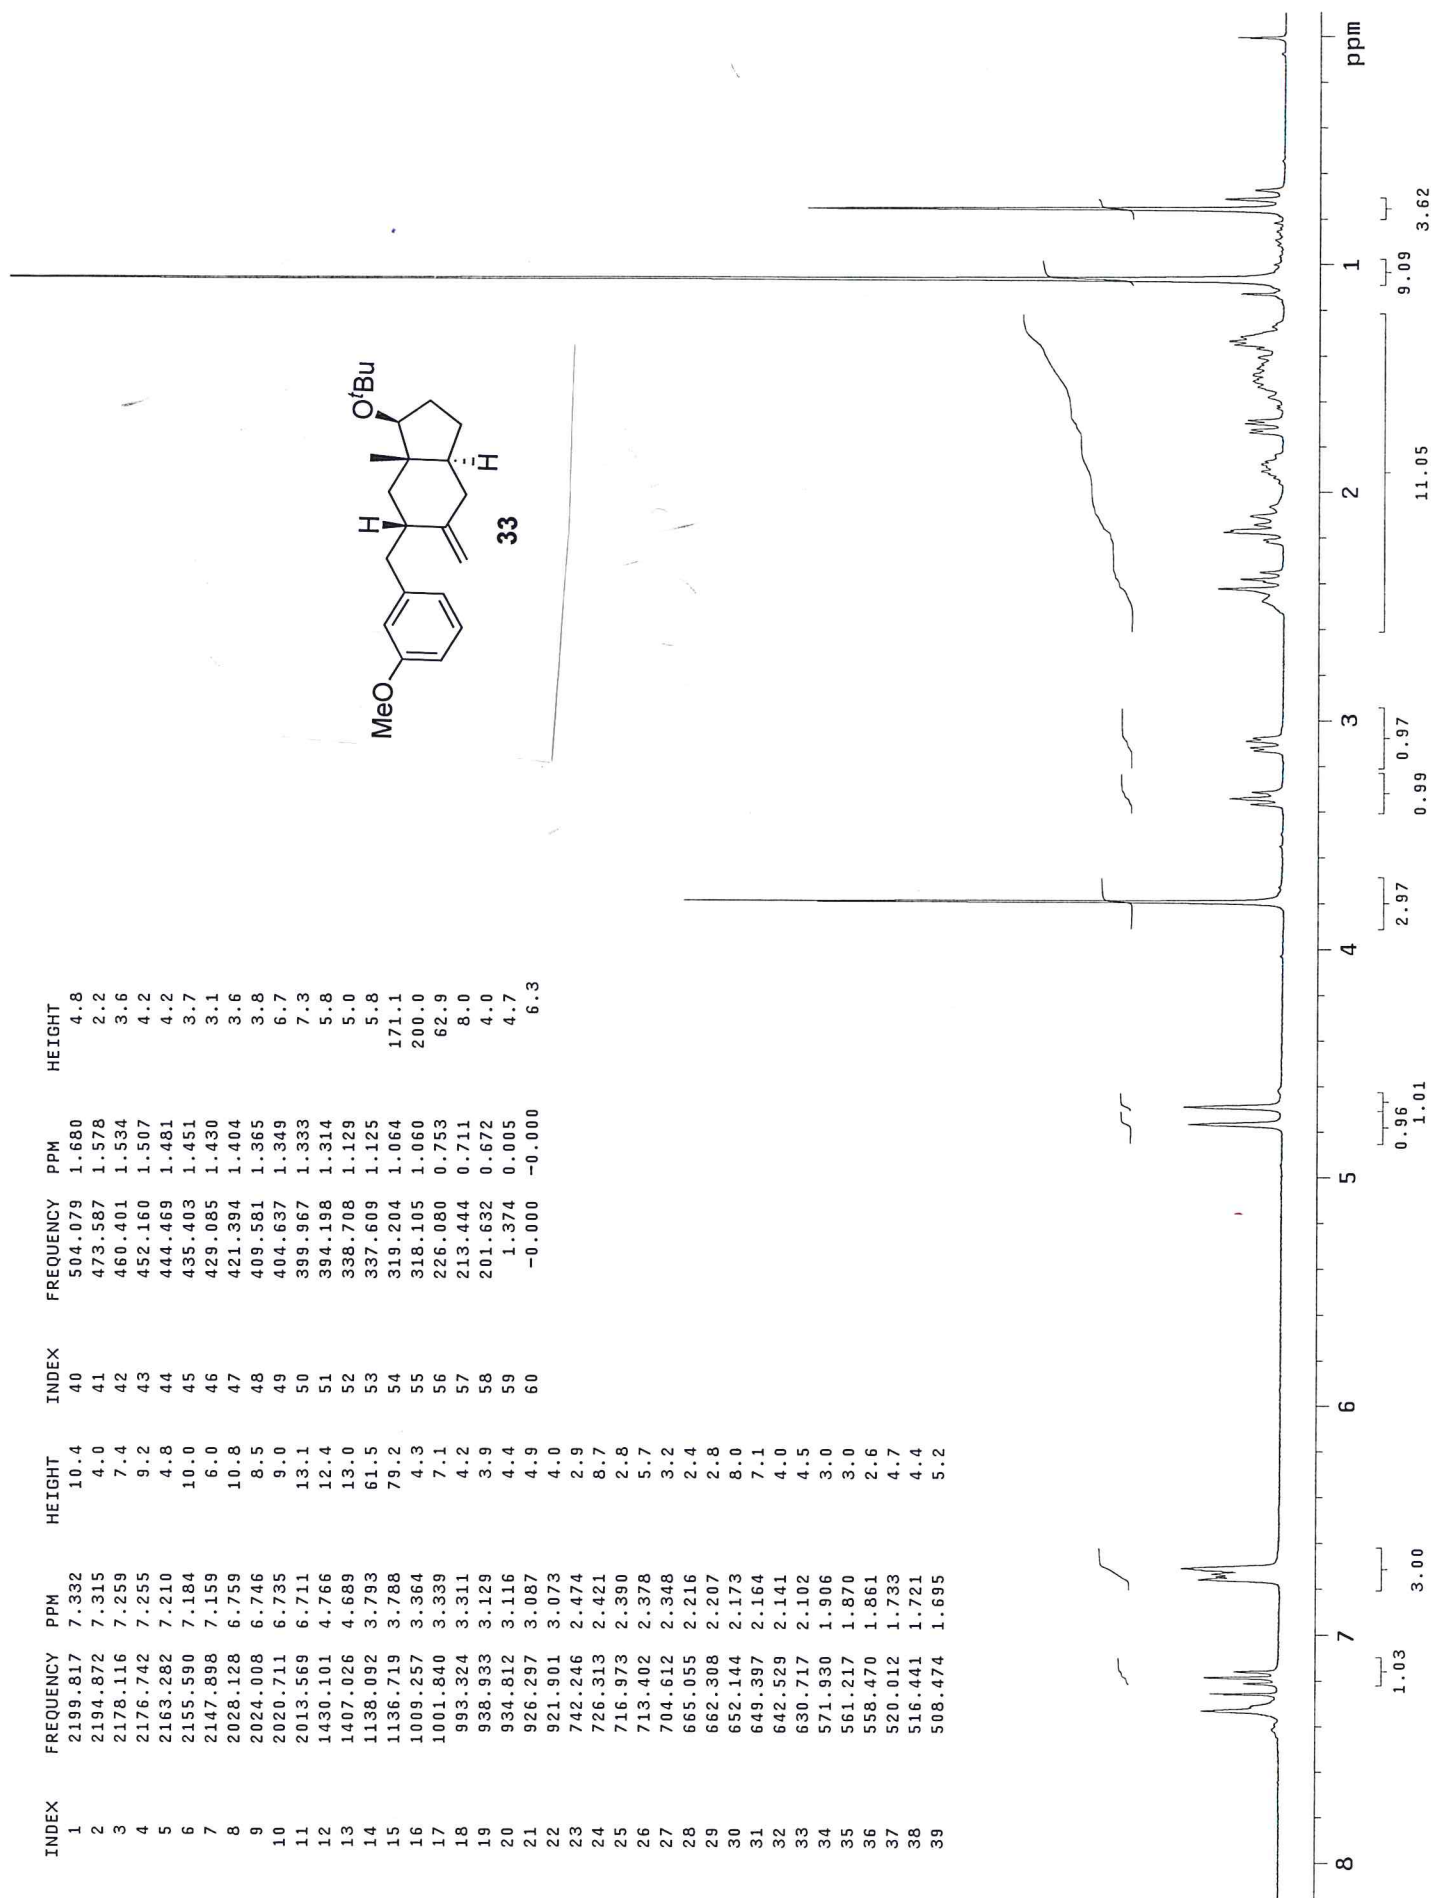 INDEX FREQUENCY PPM HEIGHT
1 2199.817 7.332 10.4
2 2194.872 7.315 4.0
3 2178.116 7.259 7.4
4 2176.742 7.255 9.2
5 2163.282 7.210 4.8
6 2155.590 7.184 10.0
7 2147.898 7.159 6.0
8 2028.128 6.759 10.8
9 2024.008 6.746 8.5
10 2020.711 6.735 9.0
11 2013.569 6.711 13.1
12 1430.101 4.766 12.4
13 1407.026 4.689 13.0
14 1138.092 3.793 61.5
15 1136.719 3.788 79.2
16 1009.257 3.364 4.3
17 1001.840 3.339 7.1
18 993.324 3.311 4.2
19 938.933 3.129 3.9
20 934.812 3.116 4.4
21 926.297 3.087 4.9
22 921.901 3.073 4.0
23 742.246 2.474 2.9
24 726.313 2.421 8.7
25 716.973 2.390 2.8
26 713.402 2.378 5.7
27 704.612 2.348 3.2
28 665.055 2.216 2.4
29 662.308 2.207 2.8
30 652.144 2.173 8.0
31 649.397 2.164 7.1
32 642.529 2.141 4.0
33 630.717 2.102 4.5
34 571.930 1.906 3.0
35 561.217 1.870 3.0
36 558.470 1.861 2.6
37 520.012 1.733 4.7
38 516.441 1.721 4.4
39 508.474 1.695 5.2
INDEX FREQUENCY PPM HEIGHT
40 504.079 1.680 4.8
41 473.587 1.578 2.2
42 460.401 1.534 3.6
43 452.160 1.507 4.2
44 444.469 1.481 4.2
45 435.403 1.451 3.7
46 429.085 1.430 3.1
47 421.394 1.404 3.6
48 409.581 1.365 3.8
49 404.637 1.349 6.7
50 399.967 1.333 7.3
51 394.198 1.314 5.8
52 338.708 1.129 5.0
53 337.609 1.125 5.8
54 319.204 1.064 171.1
55 318.105 1.060 200.0
56 226.080 0.753 62.9
57 213.444 0.711 8.0
58 201.632 0.672 4.0
59 1.374 0.005 4.7
60 -0.000 -0.000 6.3
MeO
H
OtBu
H
33
8 7 6 5 4 3 2 1 ppm
1.03 3.00 0.96 2.97 0.99 0.97 11.05 9.09 3.62
1.01